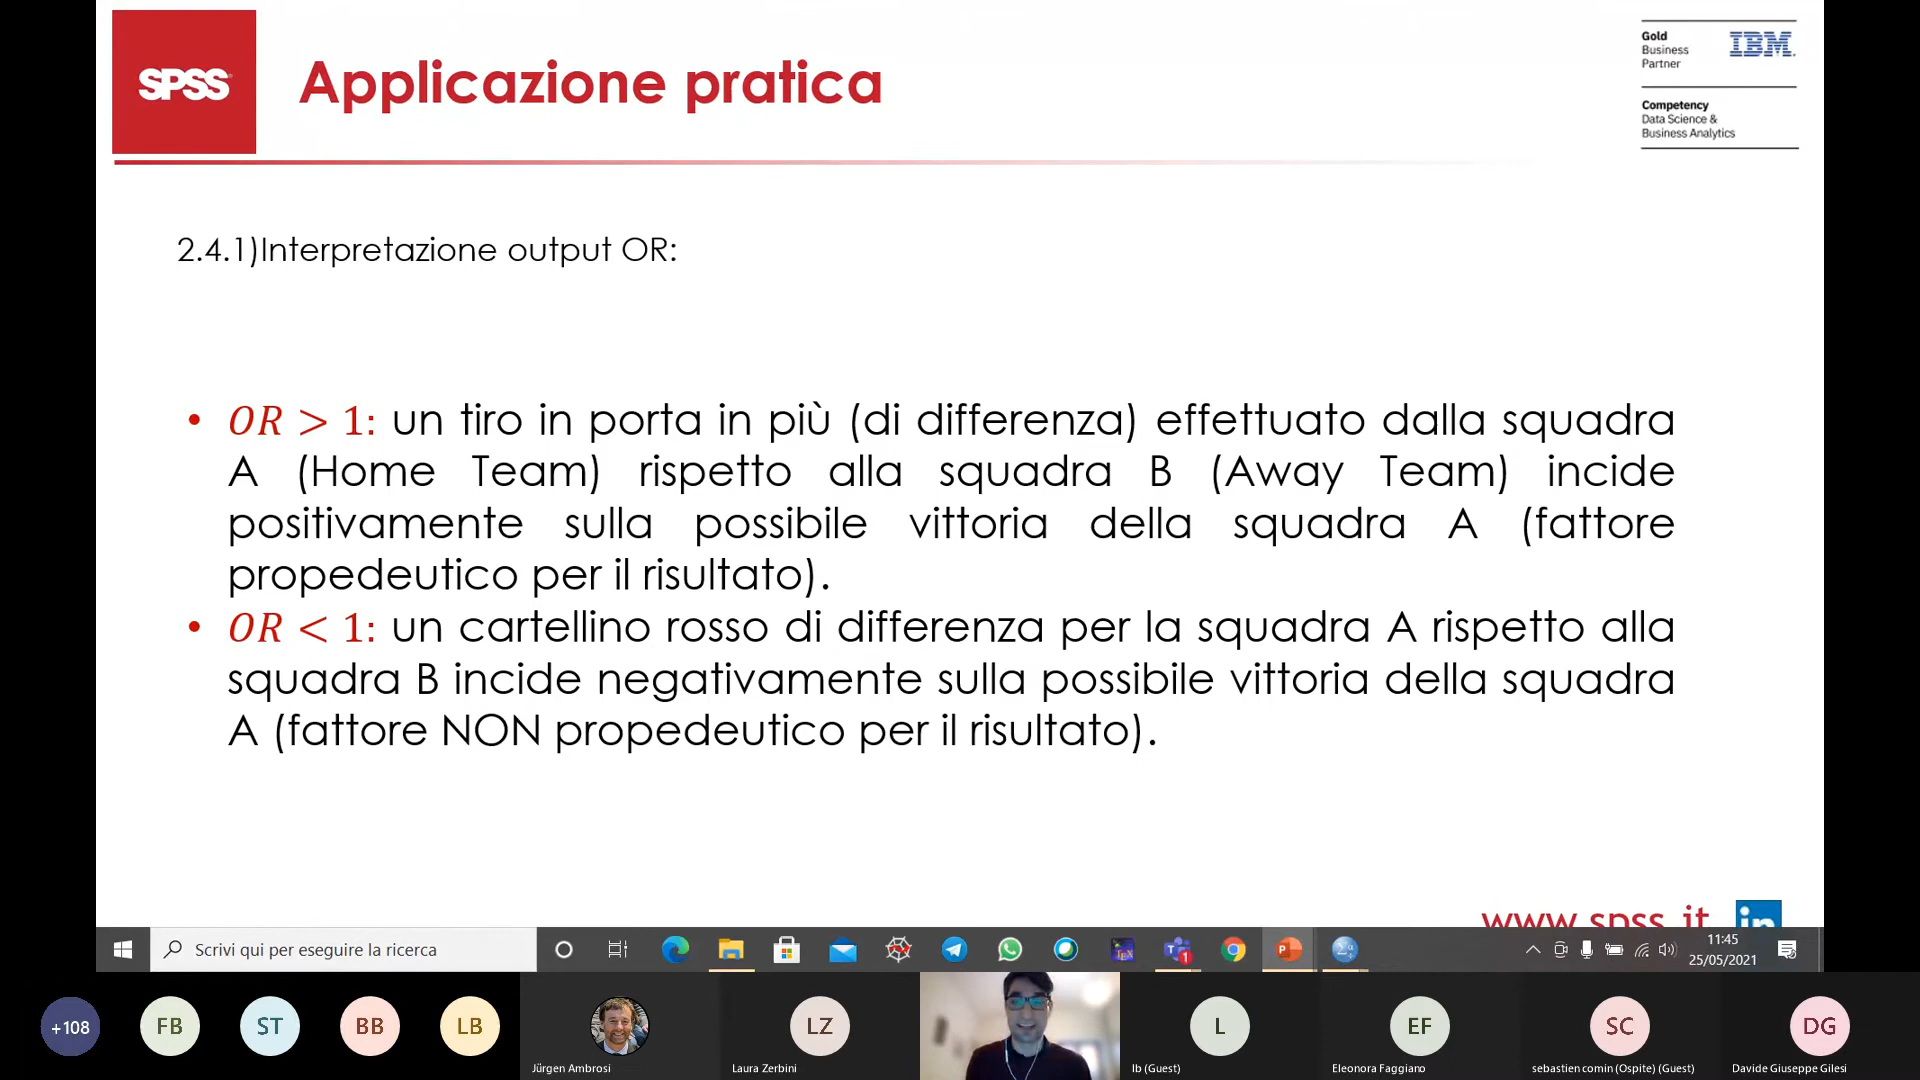 SPSS
Applicazione pratica
Gold
Business
Partner
IBM
Competency
Data Science &
Business Analytics
2.4.1)Interpretazione output OR:
• OR > 1: un tiro in porta in più (di differenza) effettuato dalla squadra
A (Home Team) rispetto alla squadra B (Away Team) incide
positivamente sulla possibile vittoria della squadra A (fattore
propedeutico per il risultato).
• OR < 1: un cartellino rosso di differenza per la squadra A rispetto alla
squadra B incide negativamente sulla possibile vittoria della squadra
A (fattore NON propedeutico per il risultato).
www.spss.it
in
Scrivi qui per eseguire la ricerca
1
11:45
25/05/2021
+108
FB
ST
BB
LB
LZ
L
EF
SC
DG
Jürgen Ambrosi
Laura Zerbini
lb (Guest)
Eleonora Faggiano
sebastien comin (Ospite) (Guest)
Davide Giuseppe Gilesi